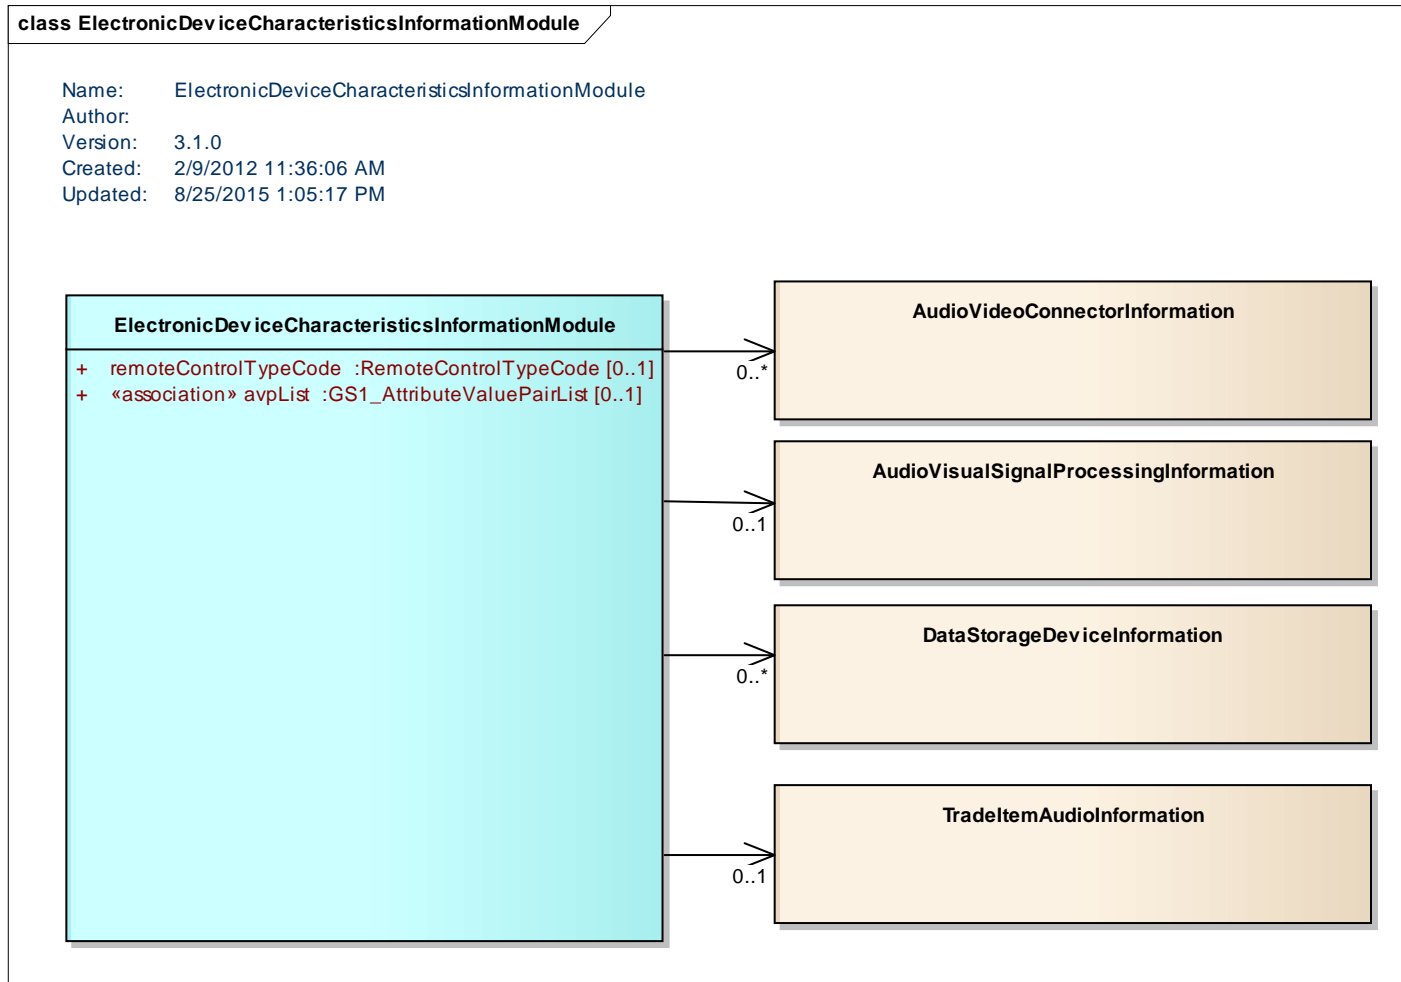 class ElectronicDeviceCharacteristicsInformationModule
Name: ElectronicDeviceCharacteristicsInformationModule
Author:
Version: 3.1.0
Created: 2/9/2012 11:36:06 AM
Updated: 8/25/2015 1:05:17 PM
ElectronicDeviceCharacteristicsInformationModule
+ remoteControlTypeCode :RemoteControlTypeCode [0..1]
+ «association» avpList :GS1_AttributeValuePairList [0..1]
AudioVideoConnectorInformation
0..*
AudioVisualSignalProcessingInformation
0..1
DataStorageDeviceInformation
0..*
TradeItemAudioInformation
0..1